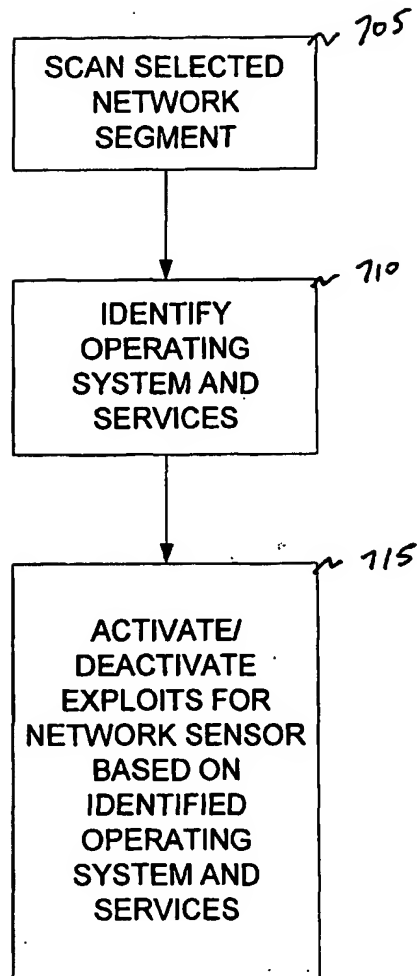 705
SCAN SELECTED
NETWORK
SEGMENT
710
IDENTIFY
OPERATING
SYSTEM AND
SERVICES
715
ACTIVATE/
DEACTIVATE
EXPLOITS FOR
NETWORK SENSOR
BASED ON
IDENTIFIED
OPERATING
SYSTEM AND
SERVICES